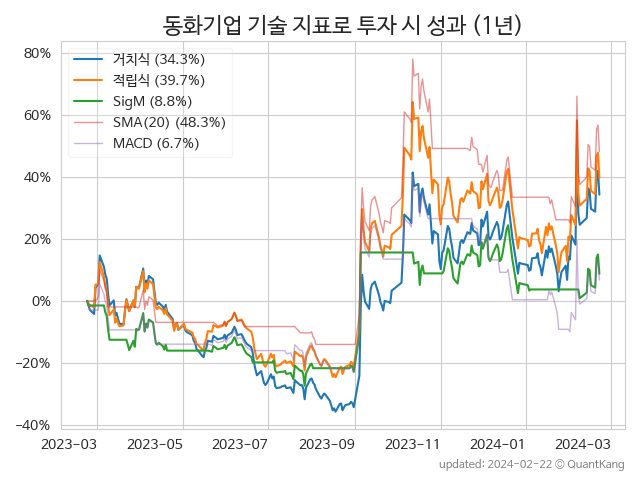 동화기업 기술 지표로 투자 시 성과 (1년)
80%
60%
40%
20%
0%
−20%
−40%
거치식 (34.3%)
적립식 (39.7%)
SigM (8.8%)
SMA(20) (48.3%)
MACD (6.7%)
2023-03
2023-05
2023-07
2023-09
2023-11
2024-01
2024-03
updated: 2024-02-22 © QuantKang